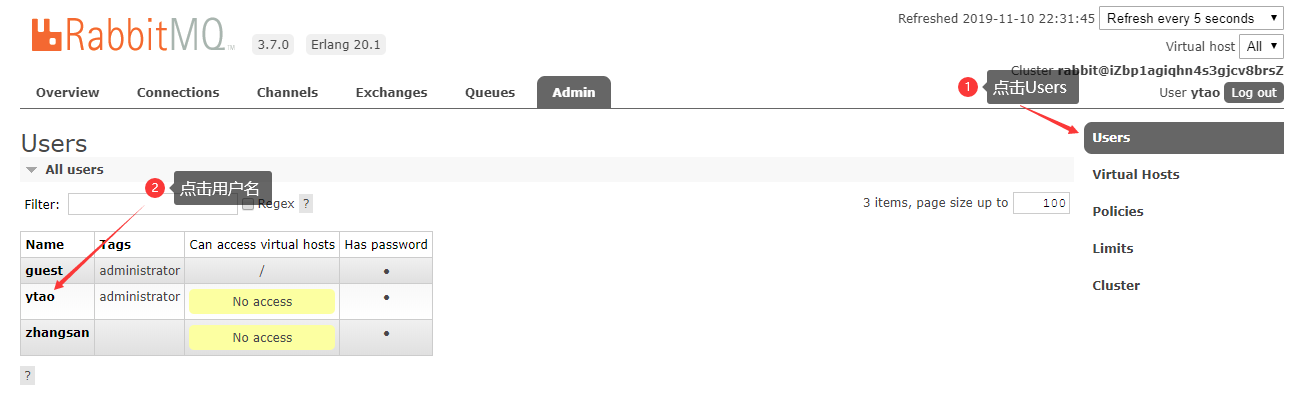 RabbitMQ TM 3.7.0 Erlang 20.1
Refreshed 2019-11-10 22:31:45 Refresh every 5 seconds
Virtual host All
Cluster rabbit@iZbp1agiqhn4s3gjcv8brsZ
User ytao Log out
Overview Connections Channels Exchanges Queues Admin
1 点击Users
Users
All users
2 点击用户名
Filter: Regex ?
3 items, page size up to 100
Name Tags Can access virtual hosts Has password
guest administrator / •
ytao administrator No access •
zhangsan No access •
?
Users
Virtual Hosts
Policies
Limits
Cluster